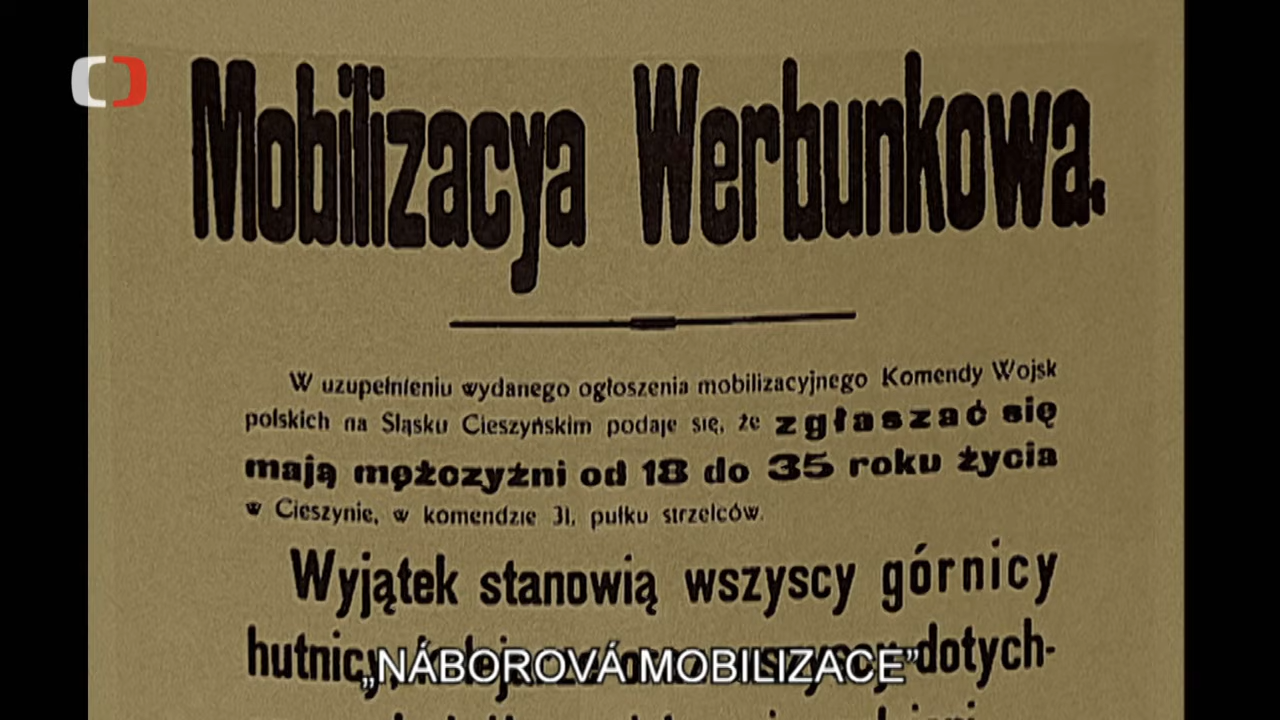 Mobilizacya Werbunkowa.
W uzupełnieniu wydanego ogłoszenia mobilizacyjnego Komendy Wojsk
polskich na Śląsku Cieszyńskim podaje się, że zgłaszać się
mają mężczyźni od 18 do 35 roku życia
w Cieszynie, w komendzie 31. pułku strzelców.
Wyjątek stanowią wszyscy górnicy
hutnicy, dotych-
„NÁBOROVÁ MOBILIZACE”